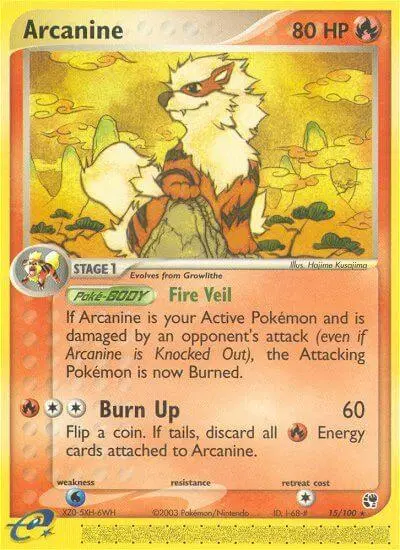 Arcanine 80 HP
Illus. Hajime Kusajima
STAGE 1
Evolves from Growlithe
Poké-BODY Fire Veil
If Arcanine is your Active Pokémon and is
damaged by an opponent's attack (even if
Arcanine is Knocked Out), the Attacking
Pokémon is now Burned.
Burn Up 60
Flip a coin. If tails, discard all Energy
cards attached to Arcanine.
weakness resistance retreat cost
XZ0-5XH-6WH ©2003 Pokémon/Nintendo ID, I-68-# 15/100 ★
e